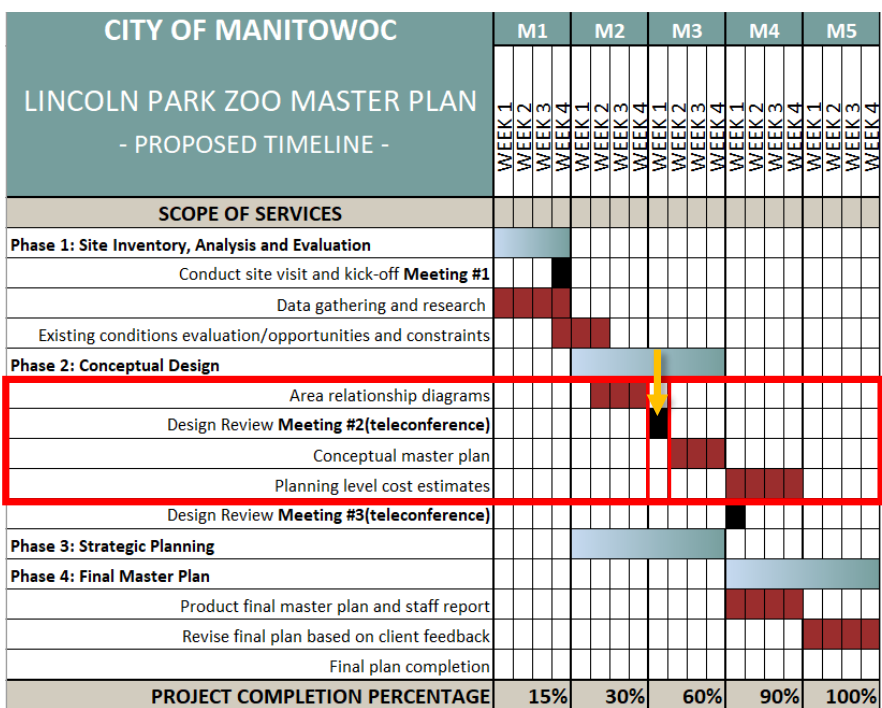 CITY OF MANITOWOC
M1 M2 M3 M4 M5
LINCOLN PARK ZOO MASTER PLAN
- PROPOSED TIMELINE -
WEEK 1 WEEK 2 WEEK 3 WEEK 4 WEEK 1 WEEK 2 WEEK 3 WEEK 4 WEEK 1 WEEK 2 WEEK 3 WEEK 4 WEEK 1 WEEK 2 WEEK 3 WEEK 4 WEEK 1 WEEK 2 WEEK 3 WEEK 4
SCOPE OF SERVICES
Phase 1: Site Inventory, Analysis and Evaluation
Conduct site visit and kick-off Meeting #1
Data gathering and research
Existing conditions evaluation/opportunities and constraints
Phase 2: Conceptual Design
Area relationship diagrams
Design Review Meeting #2(teleconference)
Conceptual master plan
Planning level cost estimates
Design Review Meeting #3(teleconference)
Phase 3: Strategic Planning
Phase 4: Final Master Plan
Product final master plan and staff report
Revise final plan based on client feedback
Final plan completion
PROJECT COMPLETION PERCENTAGE 15% 30% 60% 90% 100%